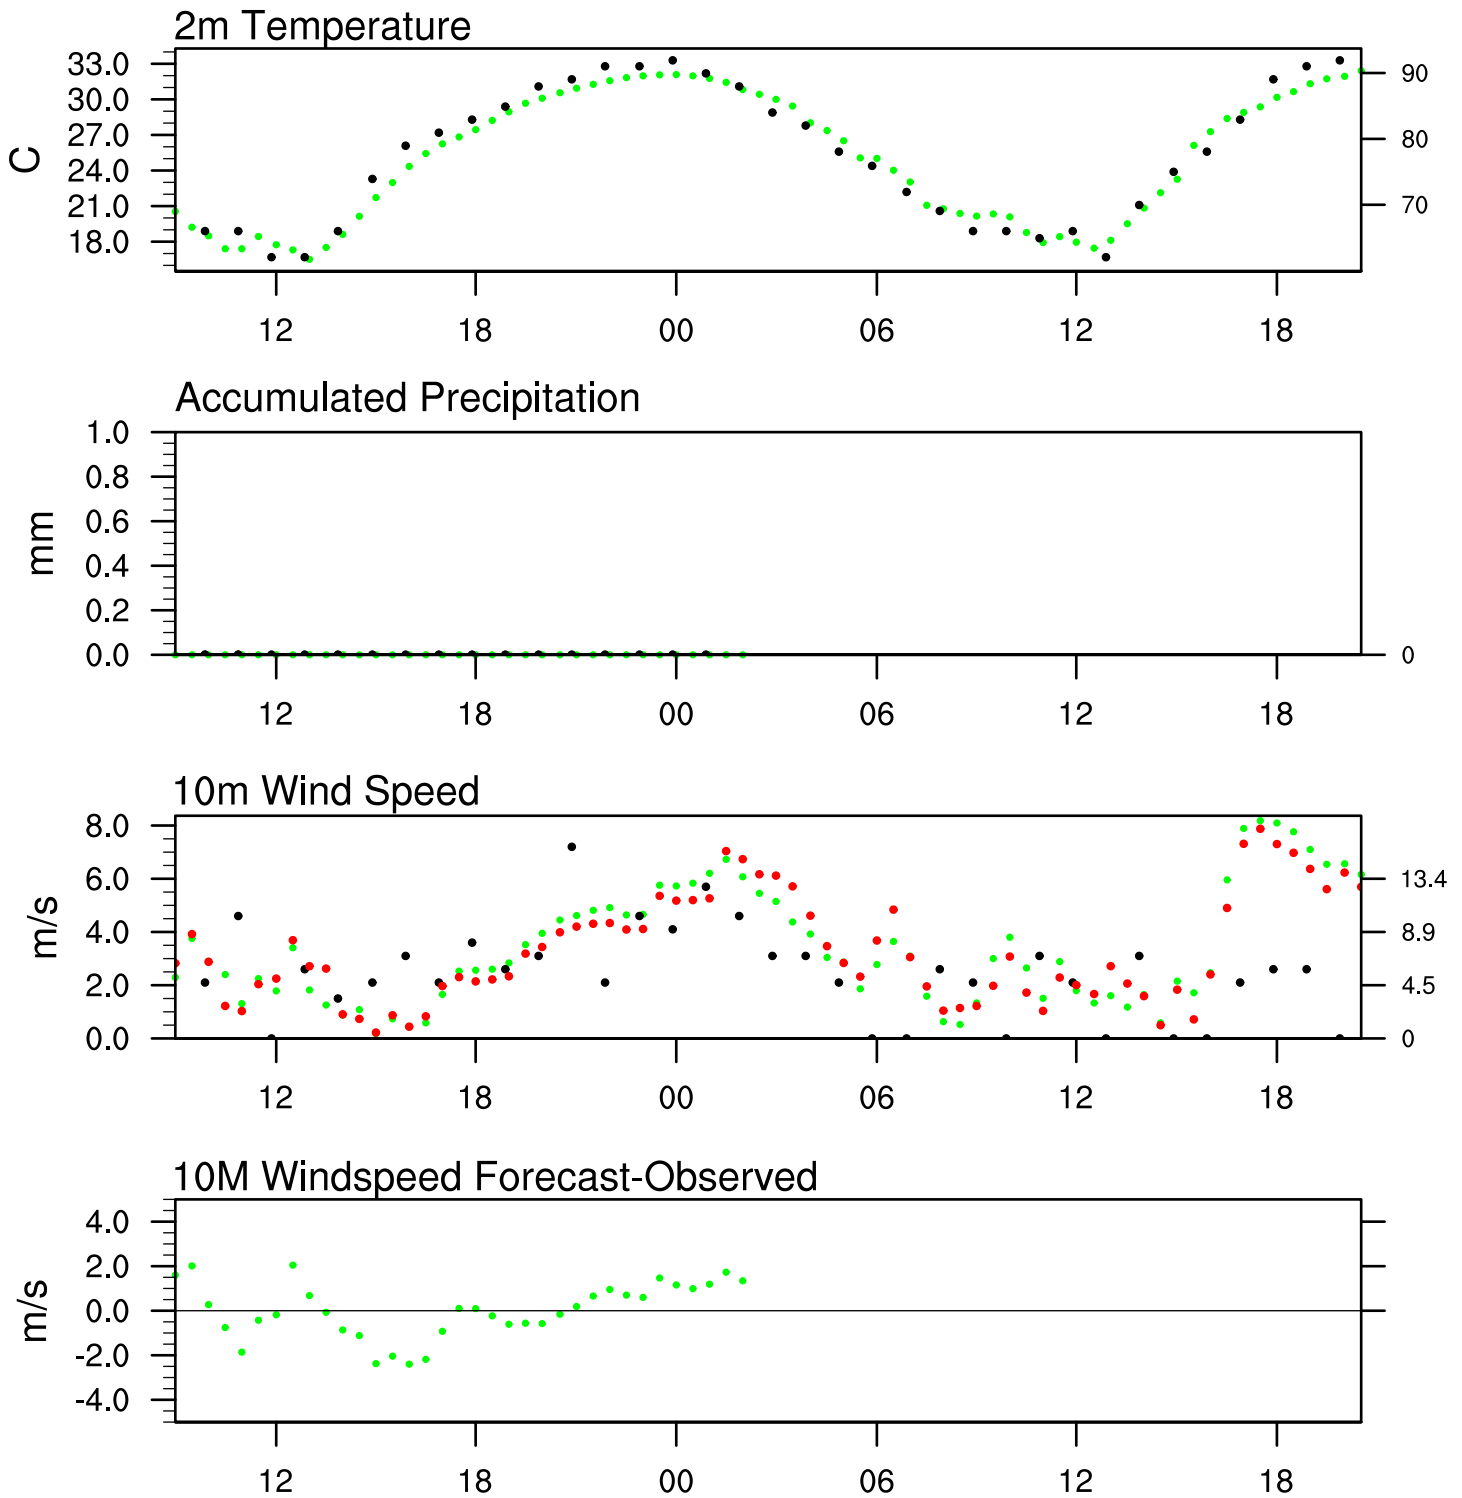 2m Temperature
33.0
30.0
27.0
24.0
21.0
18.0
C
90
80
70
12 18 00 06 12 18
Accumulated Precipitation
1.0
0.8
0.6
0.4
0.2
0.0
mm
0
12 18 00 06 12 18
10m Wind Speed
8.0
6.0
4.0
2.0
0.0
m/s
13.4
8.9
4.5
0
12 18 00 06 12 18
10M Windspeed Forecast-Observed
4.0
2.0
0.0
-2.0
-4.0
m/s
12 18 00 06 12 18